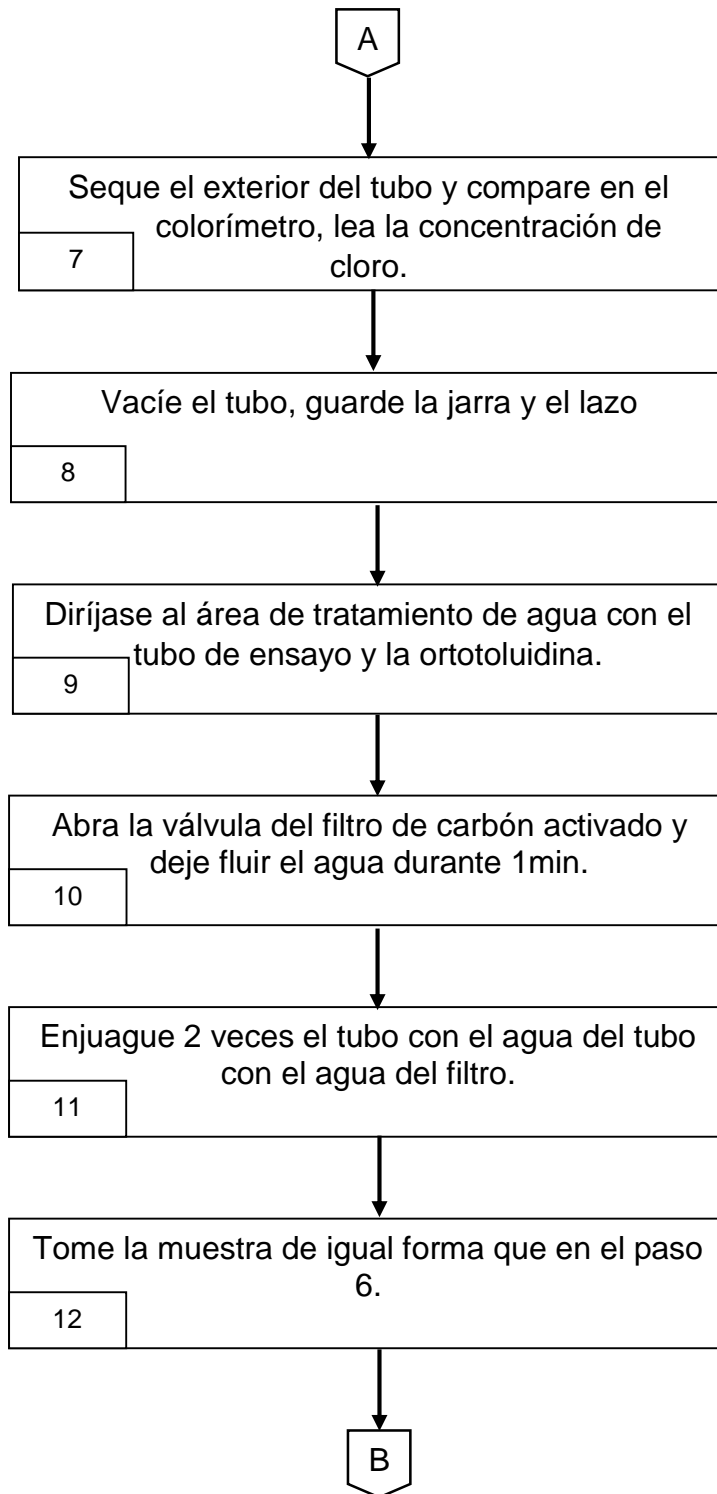 A
Seque el exterior del tubo y compare en el
colorímetro, lea la concentración de
cloro.
7
Vacíe el tubo, guarde la jarra y el lazo
8
Diríjase al área de tratamiento de agua con el
tubo de ensayo y la ortotoluidina.
9
Abra la válvula del filtro de carbón activado y
deje fluir el agua durante 1min.
10
Enjuague 2 veces el tubo con el agua del tubo
con el agua del filtro.
11
Tome la muestra de igual forma que en el paso
6.
12
B